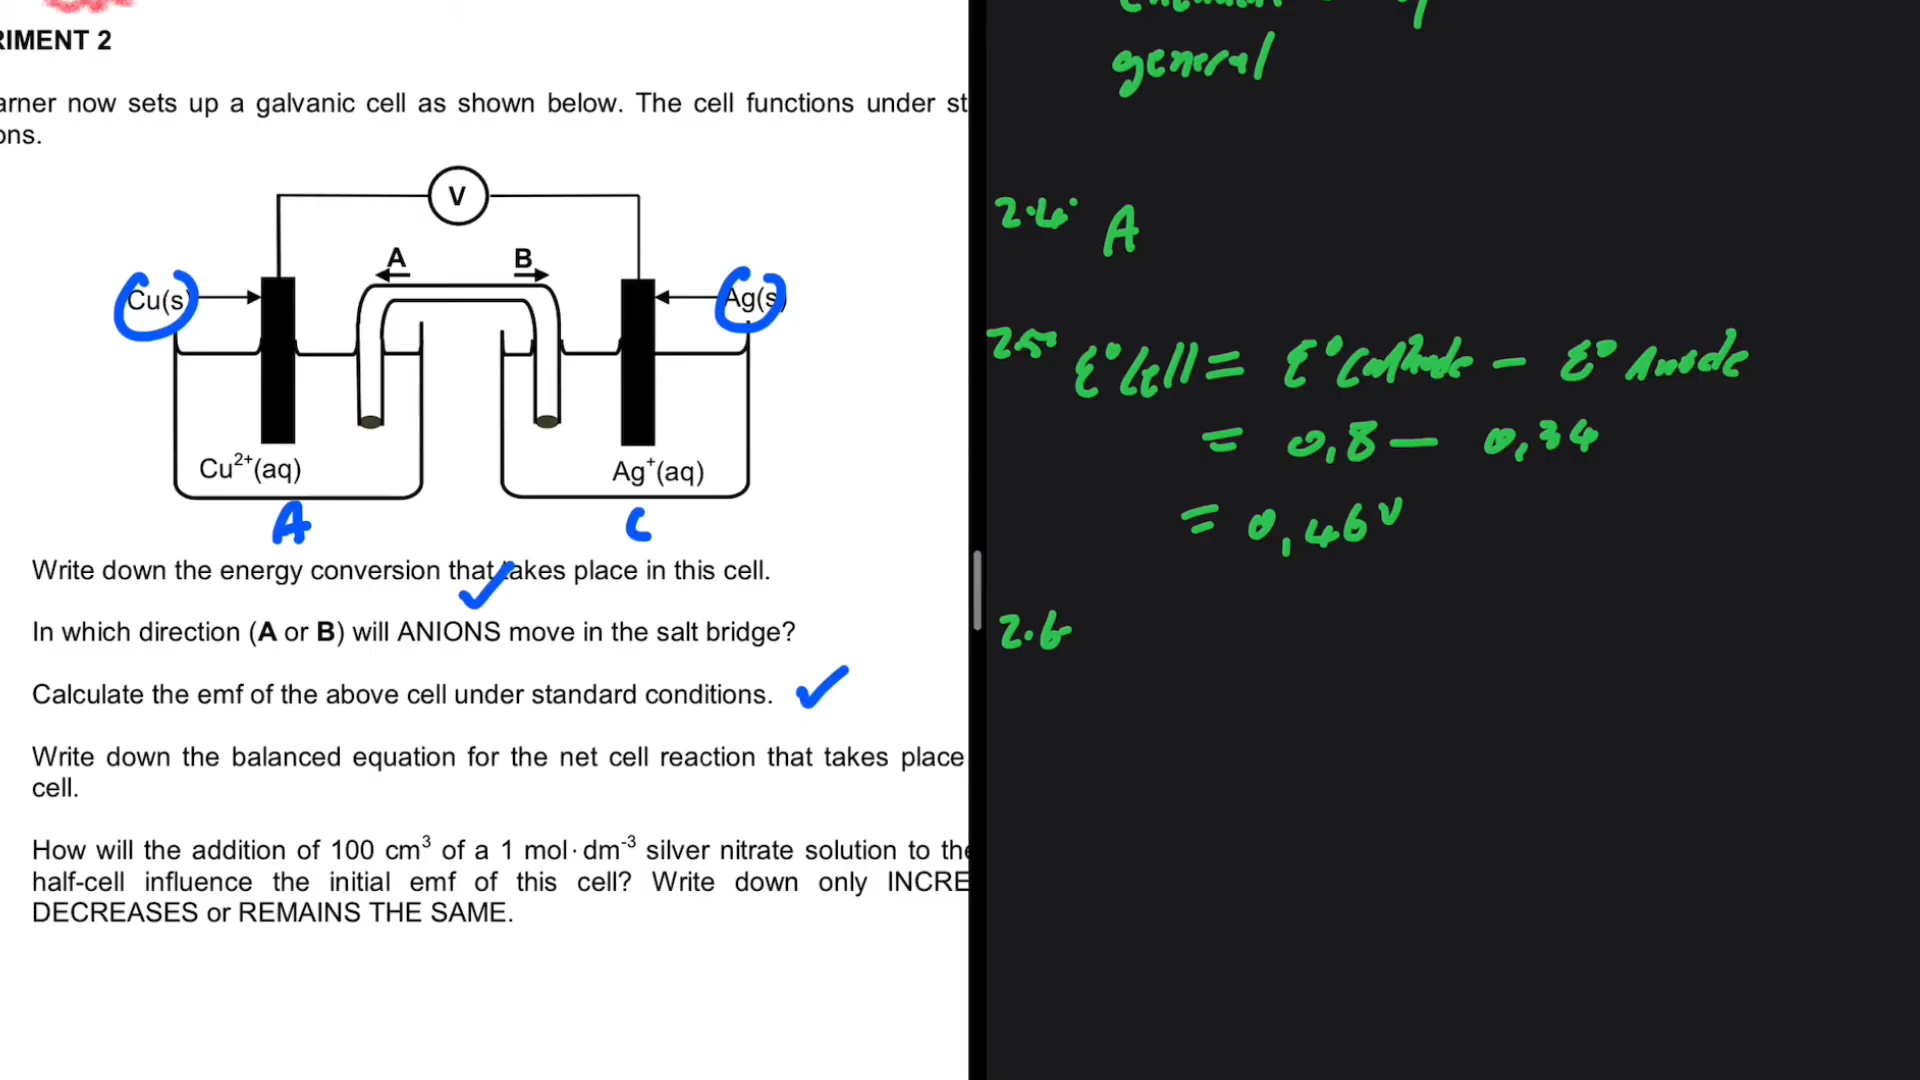 RIMENT 2
arner now sets up a galvanic cell as shown below. The cell functions under st
ons.
V
A B
Cu(s) Ag(s)
Cu²⁺(aq) Ag⁺(aq)
A C
Write down the energy conversion that takes place in this cell.
In which direction (A or B) will ANIONS move in the salt bridge?
Calculate the emf of the above cell under standard conditions.
Write down the balanced equation for the net cell reaction that takes place
cell.
How will the addition of 100 cm³ of a 1 mol·dm⁻³ silver nitrate solution to the
half-cell influence the initial emf of this cell? Write down only INCRE
DECREASES or REMAINS THE SAME.
general
2.4. A
2.5. E°Cell = E°Cathode - E°Anode
= 0,8 - 0,34
= 0,46V
2.6